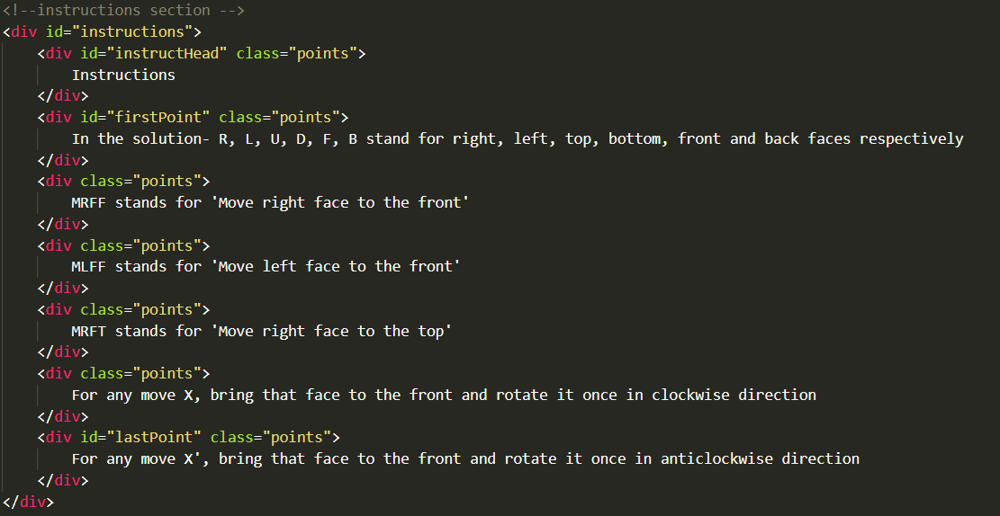 <!--instructions section -->
<div id="instructions">
    <div id="instructHead" class="points">
        Instructions
    </div>
    <div id="firstPoint" class="points">
        In the solution- R, L, U, D, F, B stand for right, left, top, bottom, front and back faces respectively
    </div>
    <div class="points">
        MRFF stands for 'Move right face to the front'
    </div>
    <div class="points">
        MLFF stands for 'Move left face to the front'
    </div>
    <div class="points">
        MRFT stands for 'Move right face to the top'
    </div>
    <div class="points">
        For any move X, bring that face to the front and rotate it once in clockwise direction
    </div>
    <div id="lastPoint" class="points">
        For any move X', bring that face to the front and rotate it once in anticlockwise direction
    </div>
</div>